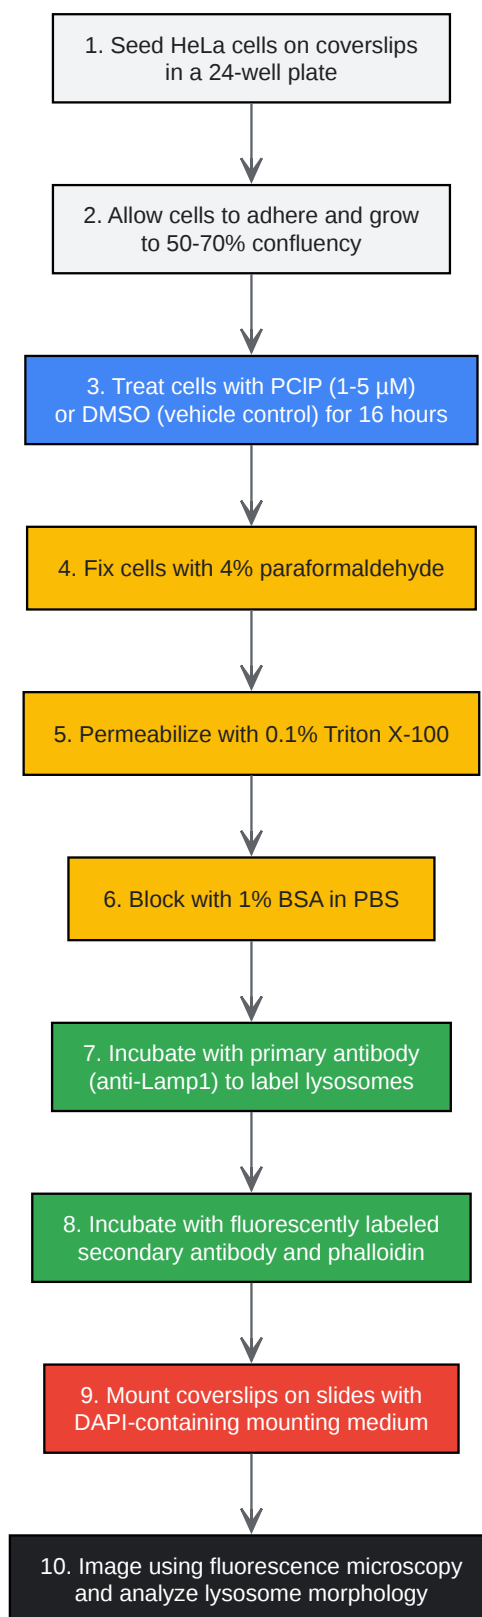 1. Seed HeLa cells on coverslips
in a 24-well plate
2. Allow cells to adhere and grow
to 50-70% confluency
3. Treat cells with PClP (1-5 µM)
or DMSO (vehicle control) for 16 hours
4. Fix cells with 4% paraformaldehyde
5. Permeabilize with 0.1% Triton X-100
6. Block with 1% BSA in PBS
7. Incubate with primary antibody
(anti-Lamp1) to label lysosomes
8. Incubate with fluorescently labeled
secondary antibody and phalloidin
9. Mount coverslips on slides with
DAPI-containing mounting medium
10. Image using fluorescence microscopy
and analyze lysosome morphology